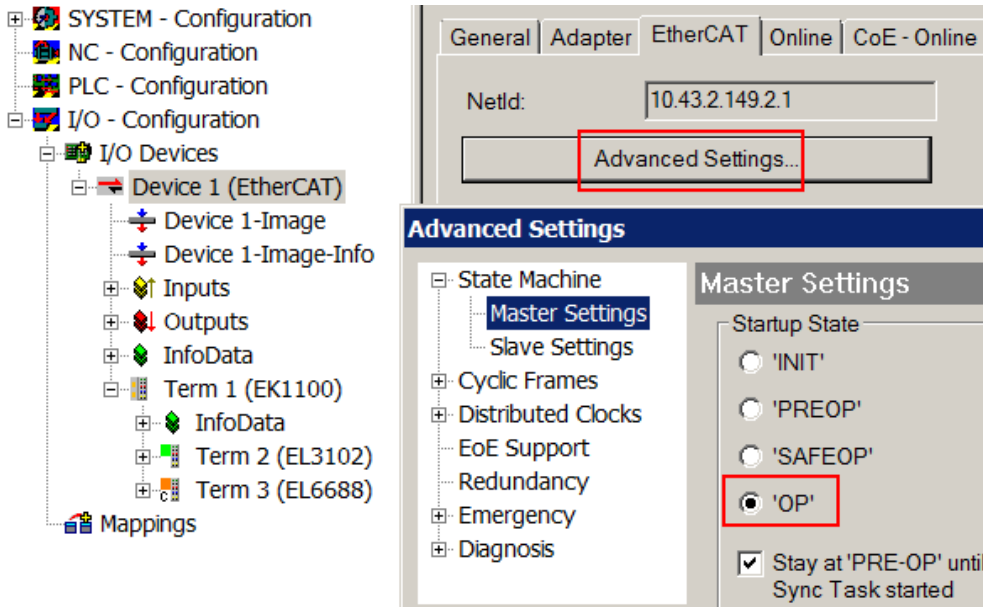 SYSTEM - Configuration
NC - Configuration
PLC - Configuration
I/O - Configuration
I/O Devices
Device 1 (EtherCAT)
Device 1-Image
Device 1-Image-Info
Inputs
Outputs
InfoData
Term 1 (EK1100)
InfoData
Term 2 (EL3102)
Term 3 (EL6688)
Mappings
General Adapter EtherCAT Online CoE - Online
NetId: 10.43.2.149.2.1
Advanced Settings...
Advanced Settings
State Machine
Master Settings
Slave Settings
Cyclic Frames
Distributed Clocks
EoE Support
Redundancy
Emergency
Diagnosis
Master Settings
Startup State
'INIT'
'PREOP'
'SAFEOP'
'OP'
Stay at 'PRE-OP' until
Sync Task started